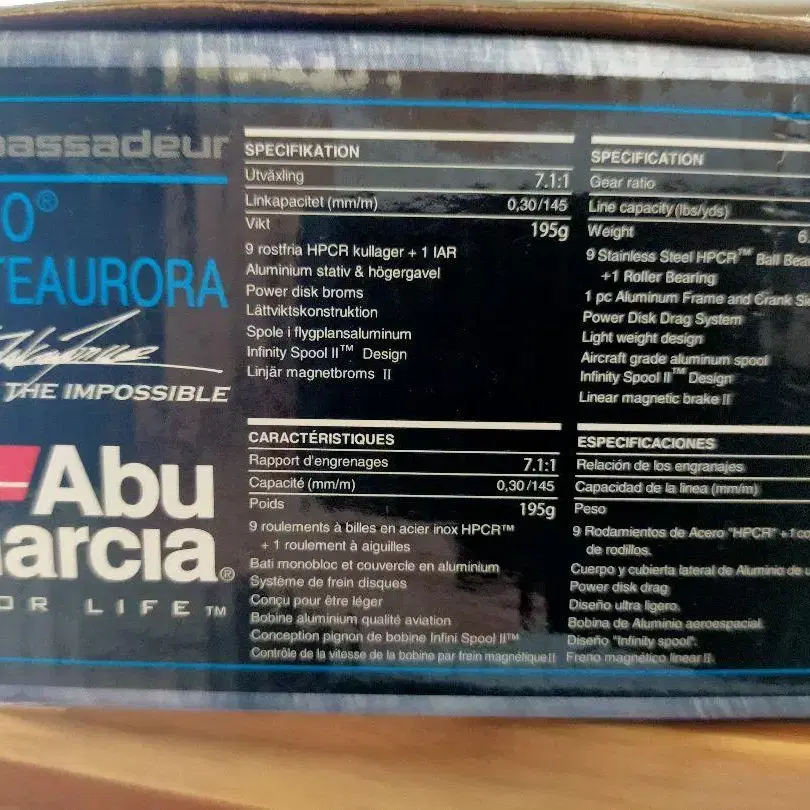 bassadeur
0®
TEAURORA
THE IMPOSSIBLE
Abu
arcia®
OR LIFE™
SPECIFIKATION
Utväxling 7.1:1
Linkapacitet (mm/m) 0,30/145
Vikt 195g
9 rostfria HPCR kullager + 1 IAR
Aluminium stativ & högergavel
Power disk broms
Lättviktskonstruktion
Spole i flygplansaluminum
Infinity Spool II™ Design
Linjär magnetbroms II
SPECIFICATION
Gear ratio
Line capacity (lbs/yds)
Weight 6.
9 Stainless Steel HPCR™ Ball Bea
+1 Roller Bearing
1 pc Aluminum Frame and Crank S
Power Disk Drag System
Light weight design
Aircraft grade aluminum spool
Infinity Spool II™ Design
Linear magnetic brake II
CARACTÉRISTIQUES
Rapport d'engrenages 7.1:1
Capacité (mm/m) 0,30/145
Poids 195g
9 roulements à billes en acier inox HPCR™
+ 1 roulement à aiguilles
Bati monobloc et couvercle en aluminium
Système de frein disques
Conçu pour être léger
Bobine aluminium qualité aviation
Conception pignon de bobine Infini Spool II™
Contrôle de la vitesse de la bobine par frein magnétique II
ESPECIFICACIONES
Relación de los engranajes
Capacidad de la linea (mm/m)
Peso
9 Rodamientos de Acero "HPCR" +1 co
de rodillos.
Cuerpo y cubierta lateral de Aluminio de u
Power disk drag
Diseño ultra ligero.
Bobina de Aluminio aeroespacial.
Diseño "Infinity spool".
Freno magnético linear II.